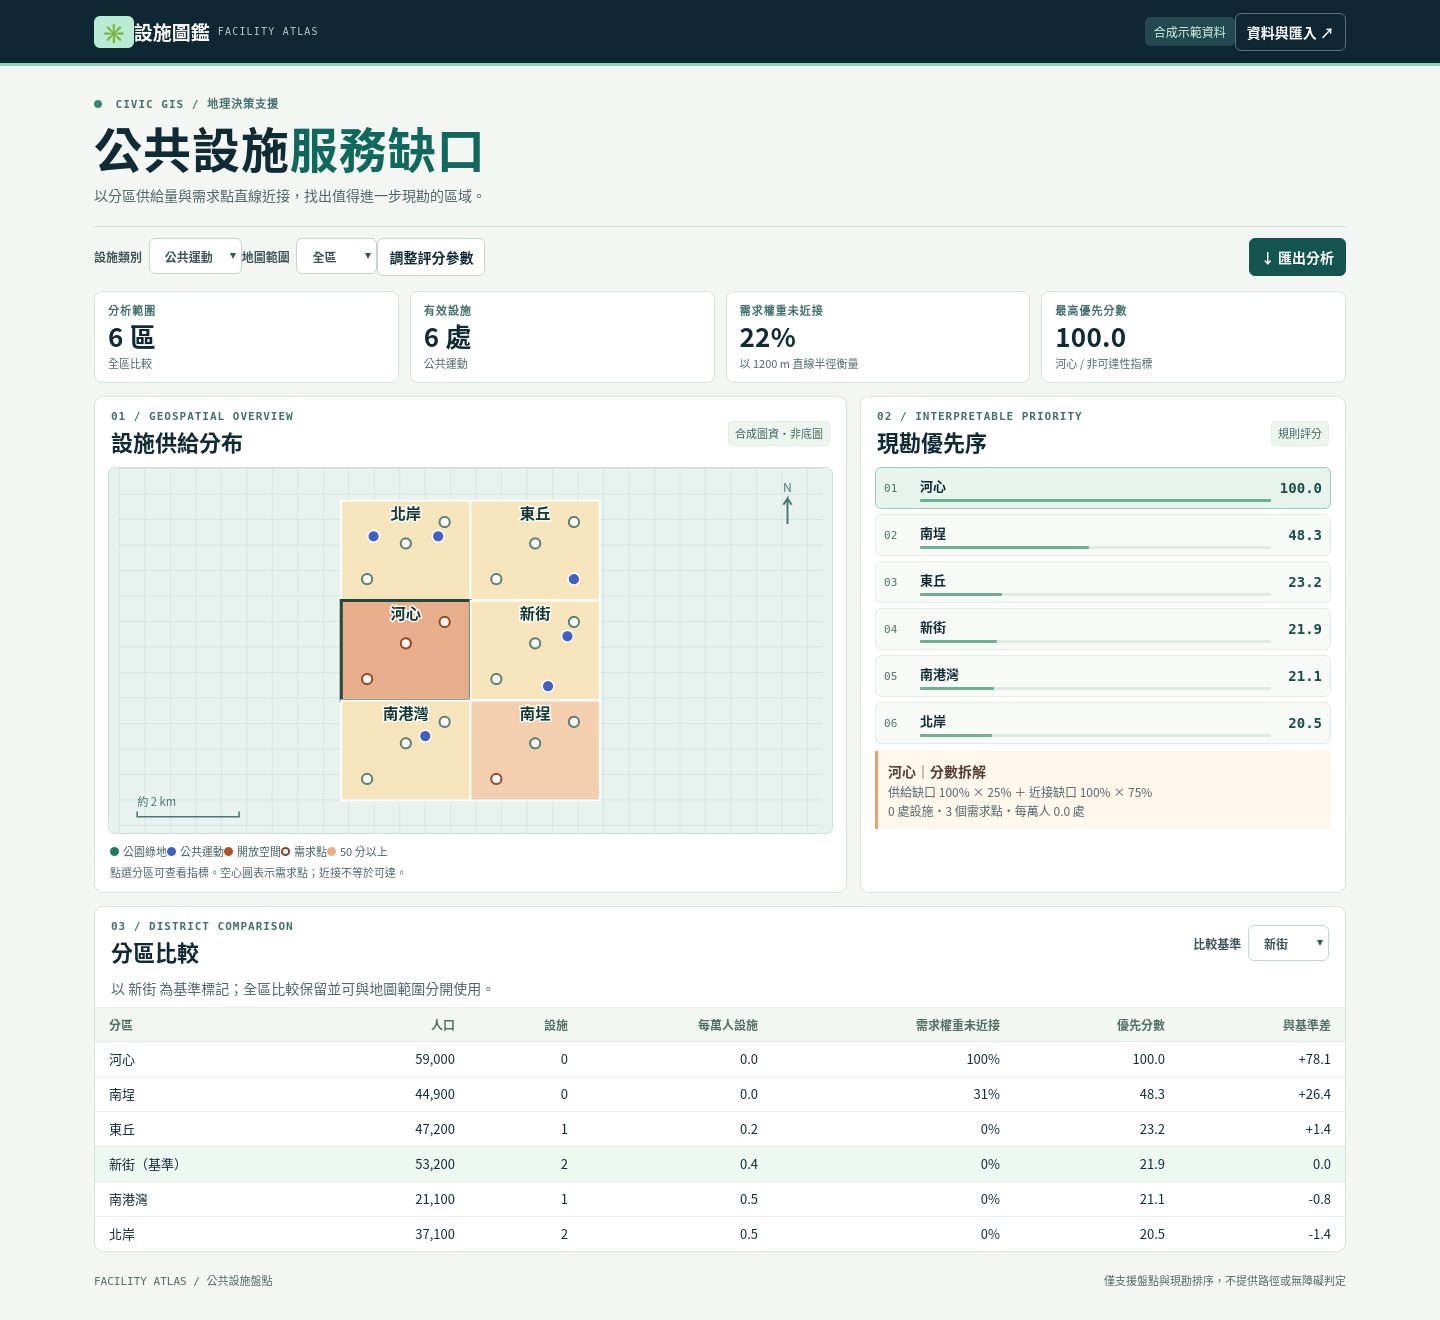 設施圖鑑 FACILITY ATLAS
合成示範資料 資料與匯入 ↗
CIVIC GIS / 地理決策支援
公共設施服務缺口
以分區供給量與需求點直線近接，找出值得進一步現勘的區域。
設施類別 公共運動 ▾ 地圖範圍 全區 ▾ 調整評分參數 ↓ 匯出分析
分析範圍
6 區
全區比較
有效設施
6 處
公共運動
需求權重未近接
22%
以 1200 m 直線半徑衡量
最高優先分數
100.0
河心 / 非可達性指標
01 / GEOSPATIAL OVERVIEW
設施供給分布
合成圖資・非底圖
N
北岸
東丘
河心
新街
南港灣
南埕
約 2 km
公園綠地 公共運動 開放空間 需求點 50 分以上
點選分區可查看指標。空心圓表示需求點；近接不等於可達。
02 / INTERPRETABLE PRIORITY
現勘優先序
規則評分
01 河心 100.0
02 南埕 48.3
03 東丘 23.2
04 新街 21.9
05 南港灣 21.1
06 北岸 20.5
河心｜分數拆解
供給缺口 100% × 25% ＋ 近接缺口 100% × 75%
0 處設施・3 個需求點・每萬人 0.0 處
03 / DISTRICT COMPARISON
分區比較
比較基準 新街 ▾
以 新街 為基準標記；全區比較保留並可與地圖範圍分開使用。
分區 人口 設施 每萬人設施 需求權重未近接 優先分數 與基準差
河心 59,000 0 0.0 100% 100.0 +78.1
南埕 44,900 0 0.0 31% 48.3 +26.4
東丘 47,200 1 0.2 0% 23.2 +1.4
新街（基準） 53,200 2 0.4 0% 21.9 0.0
南港灣 21,100 1 0.5 0% 21.1 -0.8
北岸 37,100 2 0.5 0% 20.5 -1.4
FACILITY ATLAS / 公共設施盤點
僅支援盤點與現勘排序，不提供路徑或無障礙判定